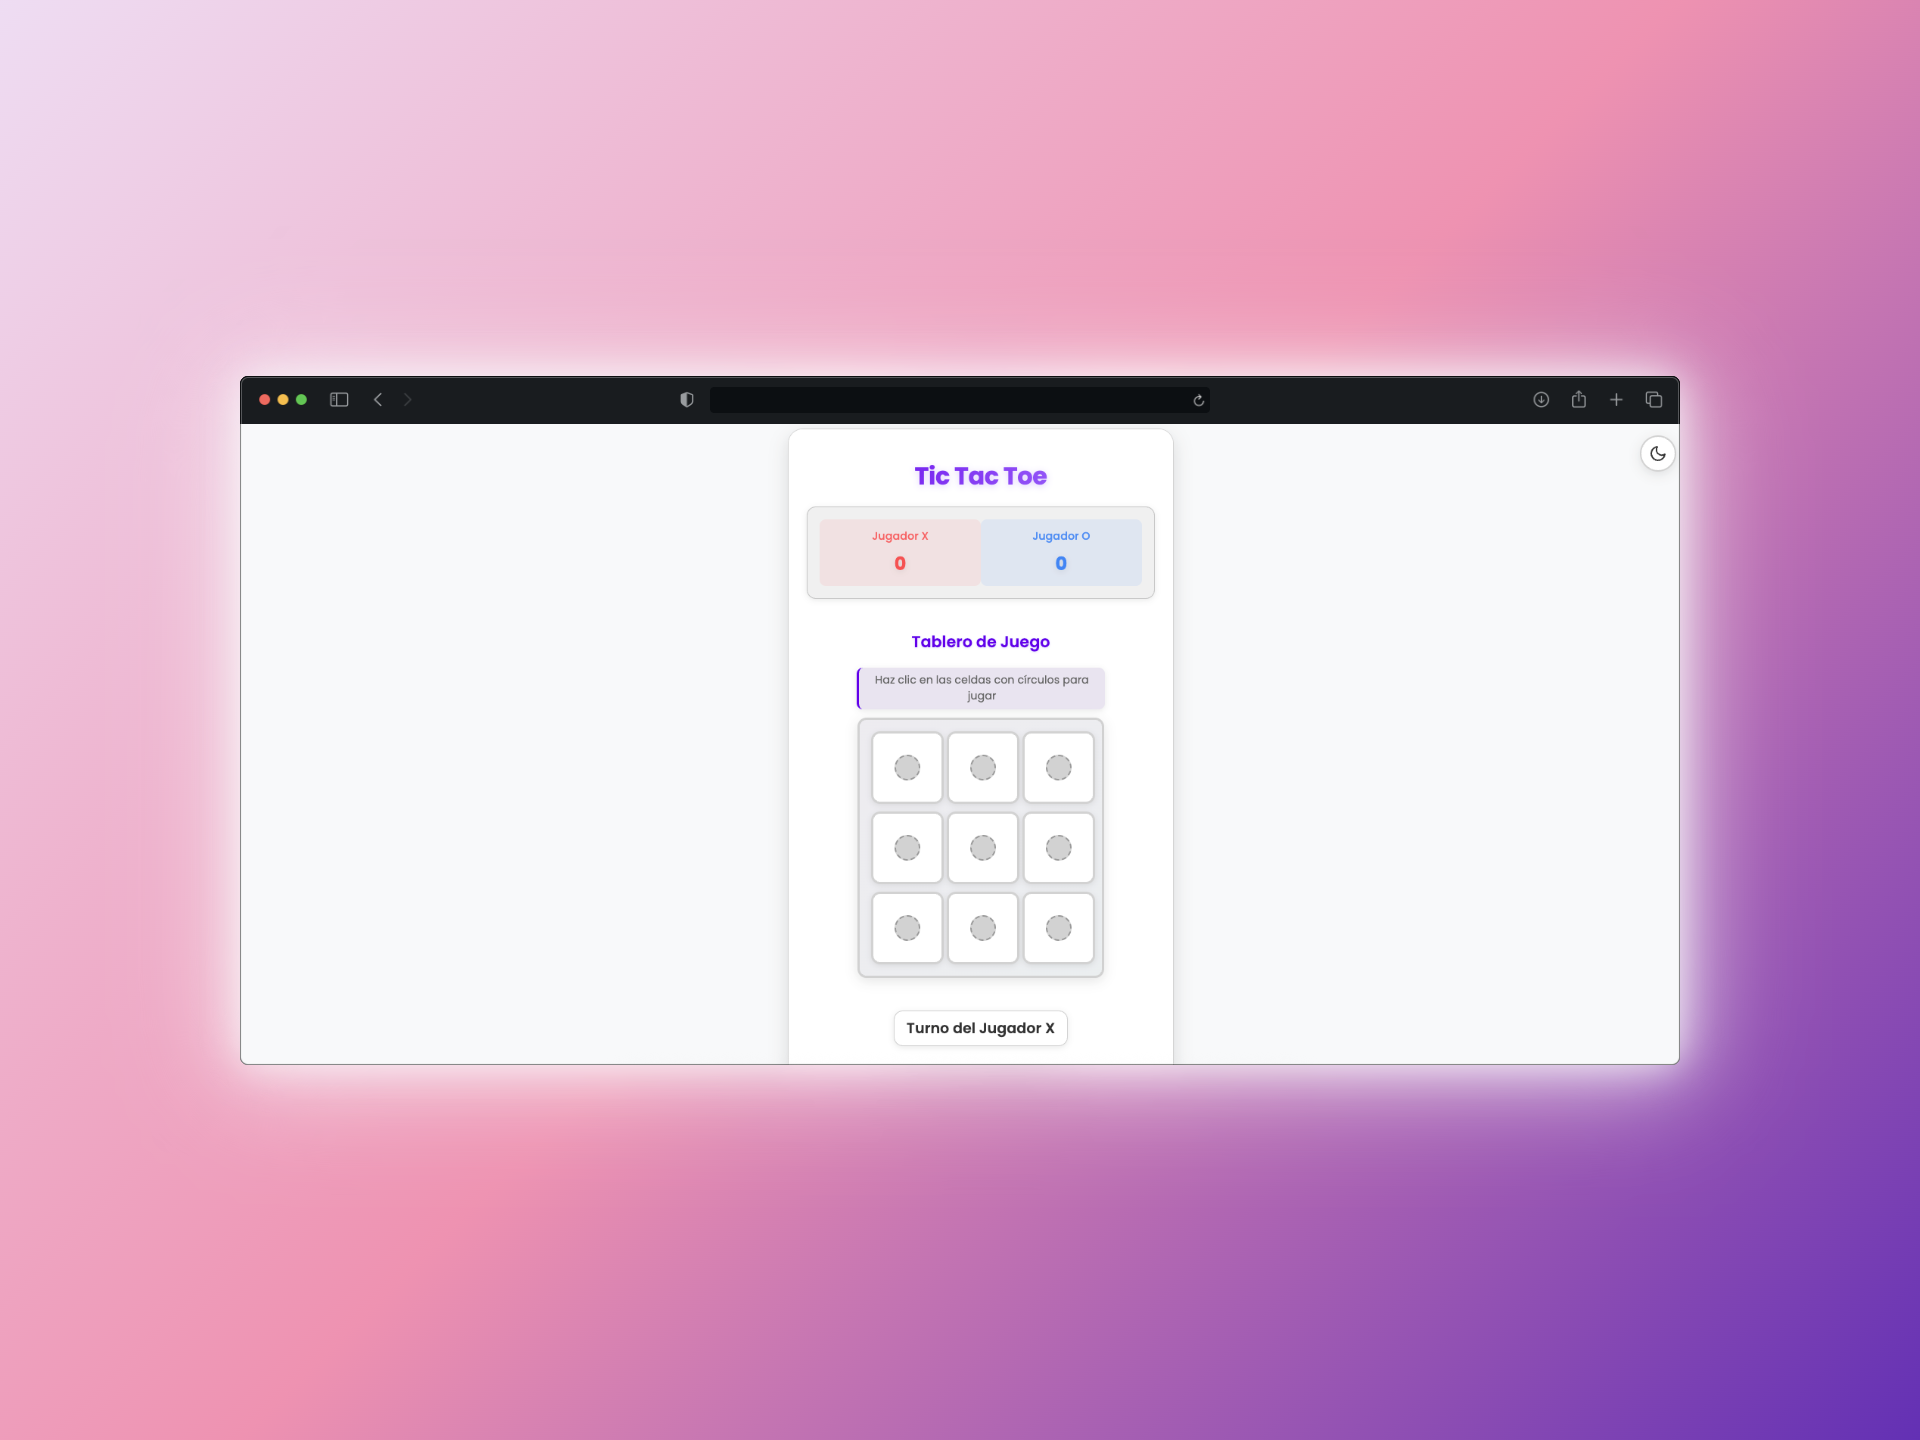 Tic Tac Toe
Jugador X
Jugador O
0
0
Tablero de Juego
Haz clic en las celdas con círculos para
jugar
Turno del Jugador X